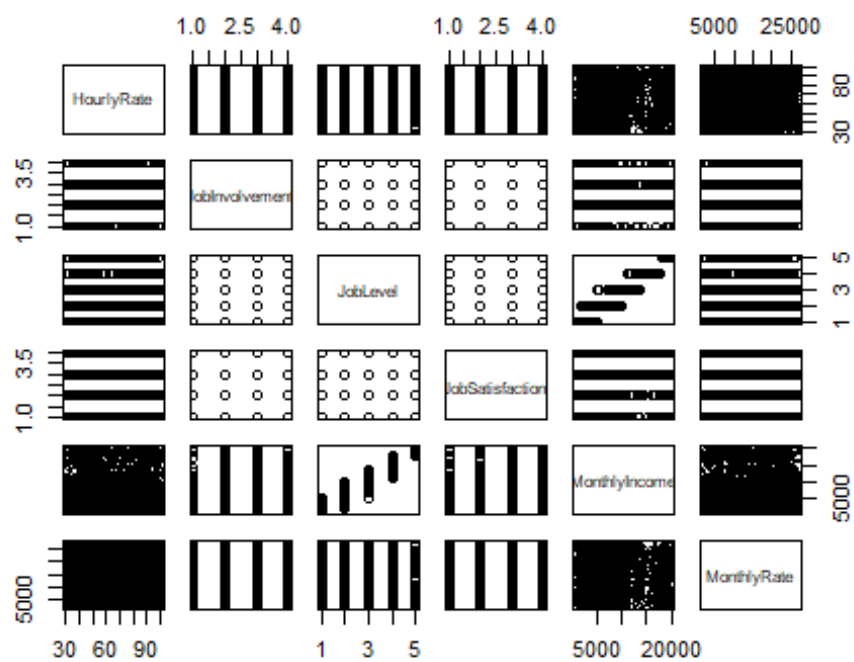 1.0 2.5 4.0
1.0 2.5 4.0
5000 25000
HourlyRate
30 80
1.0 3.5
JobInvolvement
JobLevel
1 3 5
1.0 3.5
JobSatisfaction
MonthlyIncome
5000
5000
MonthlyRate
30 60 90
1 3 5
5000 20000